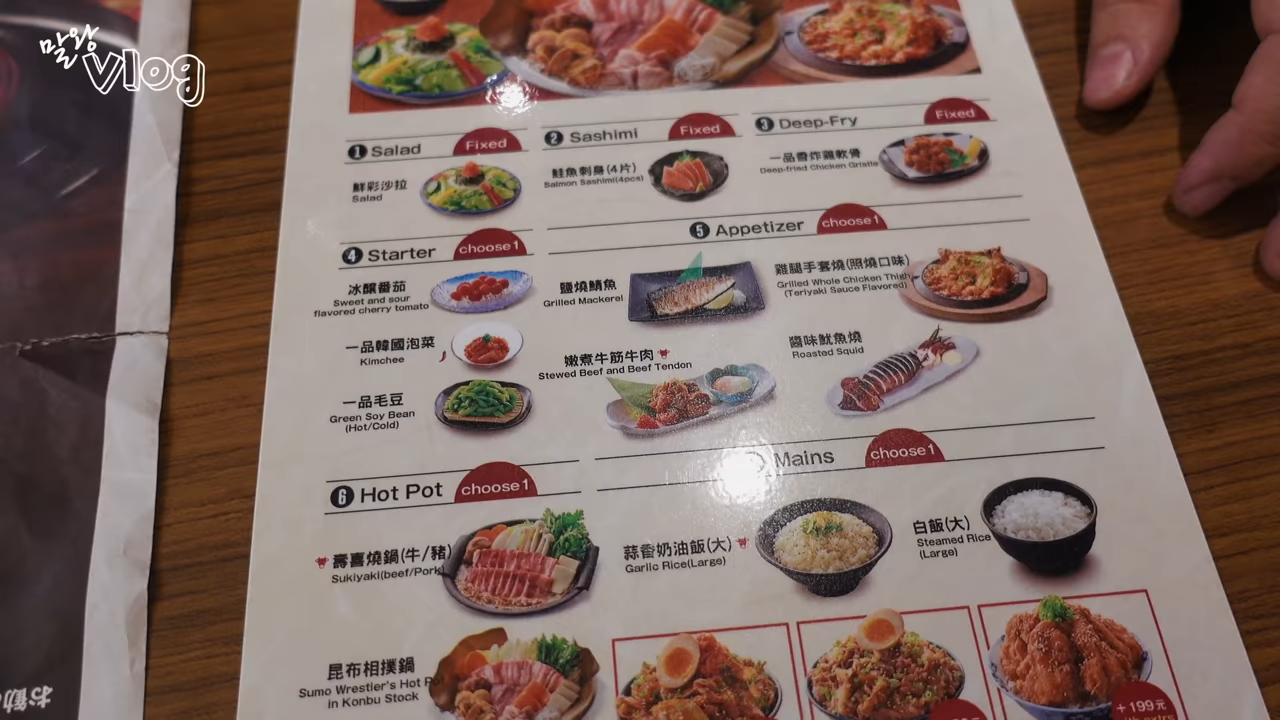 말왕
vlog
1 Salad Fixed
鮮彩沙拉
Salad
2 Sashimi Fixed
鮭魚刺身(4片)
Salmon Sashimi(4pcs)
3 Deep-Fry Fixed
一品香炸雞軟骨
Deep-fried Chicken Gristle
4 Starter choose1
冰釀番茄
Sweet and sour
flavored cherry tomato
一品韓國泡菜
Kimchee
一品毛豆
Green Soy Bean
(Hot/Cold)
5 Appetizer choose1
鹽燒鯖魚
Grilled Mackerel
雞腿手套燒(照燒口味)
Grilled Whole Chicken Thigh
(Teriyaki Sauce Flavored)
嫩煮牛筋牛肉
Stewed Beef and Beef Tendon
醬味魷魚燒
Roasted Squid
6 Hot Pot choose1
壽喜燒鍋(牛/豬)
Sukiyaki(beef/Pork)
昆布相撲鍋
Sumo Wrestler's Hot
in Konbu Stock
Mains choose1
蒜香奶油飯(大)
Garlic Rice(Large)
白飯(大)
Steamed Rice
(Large)
+199元
お勧